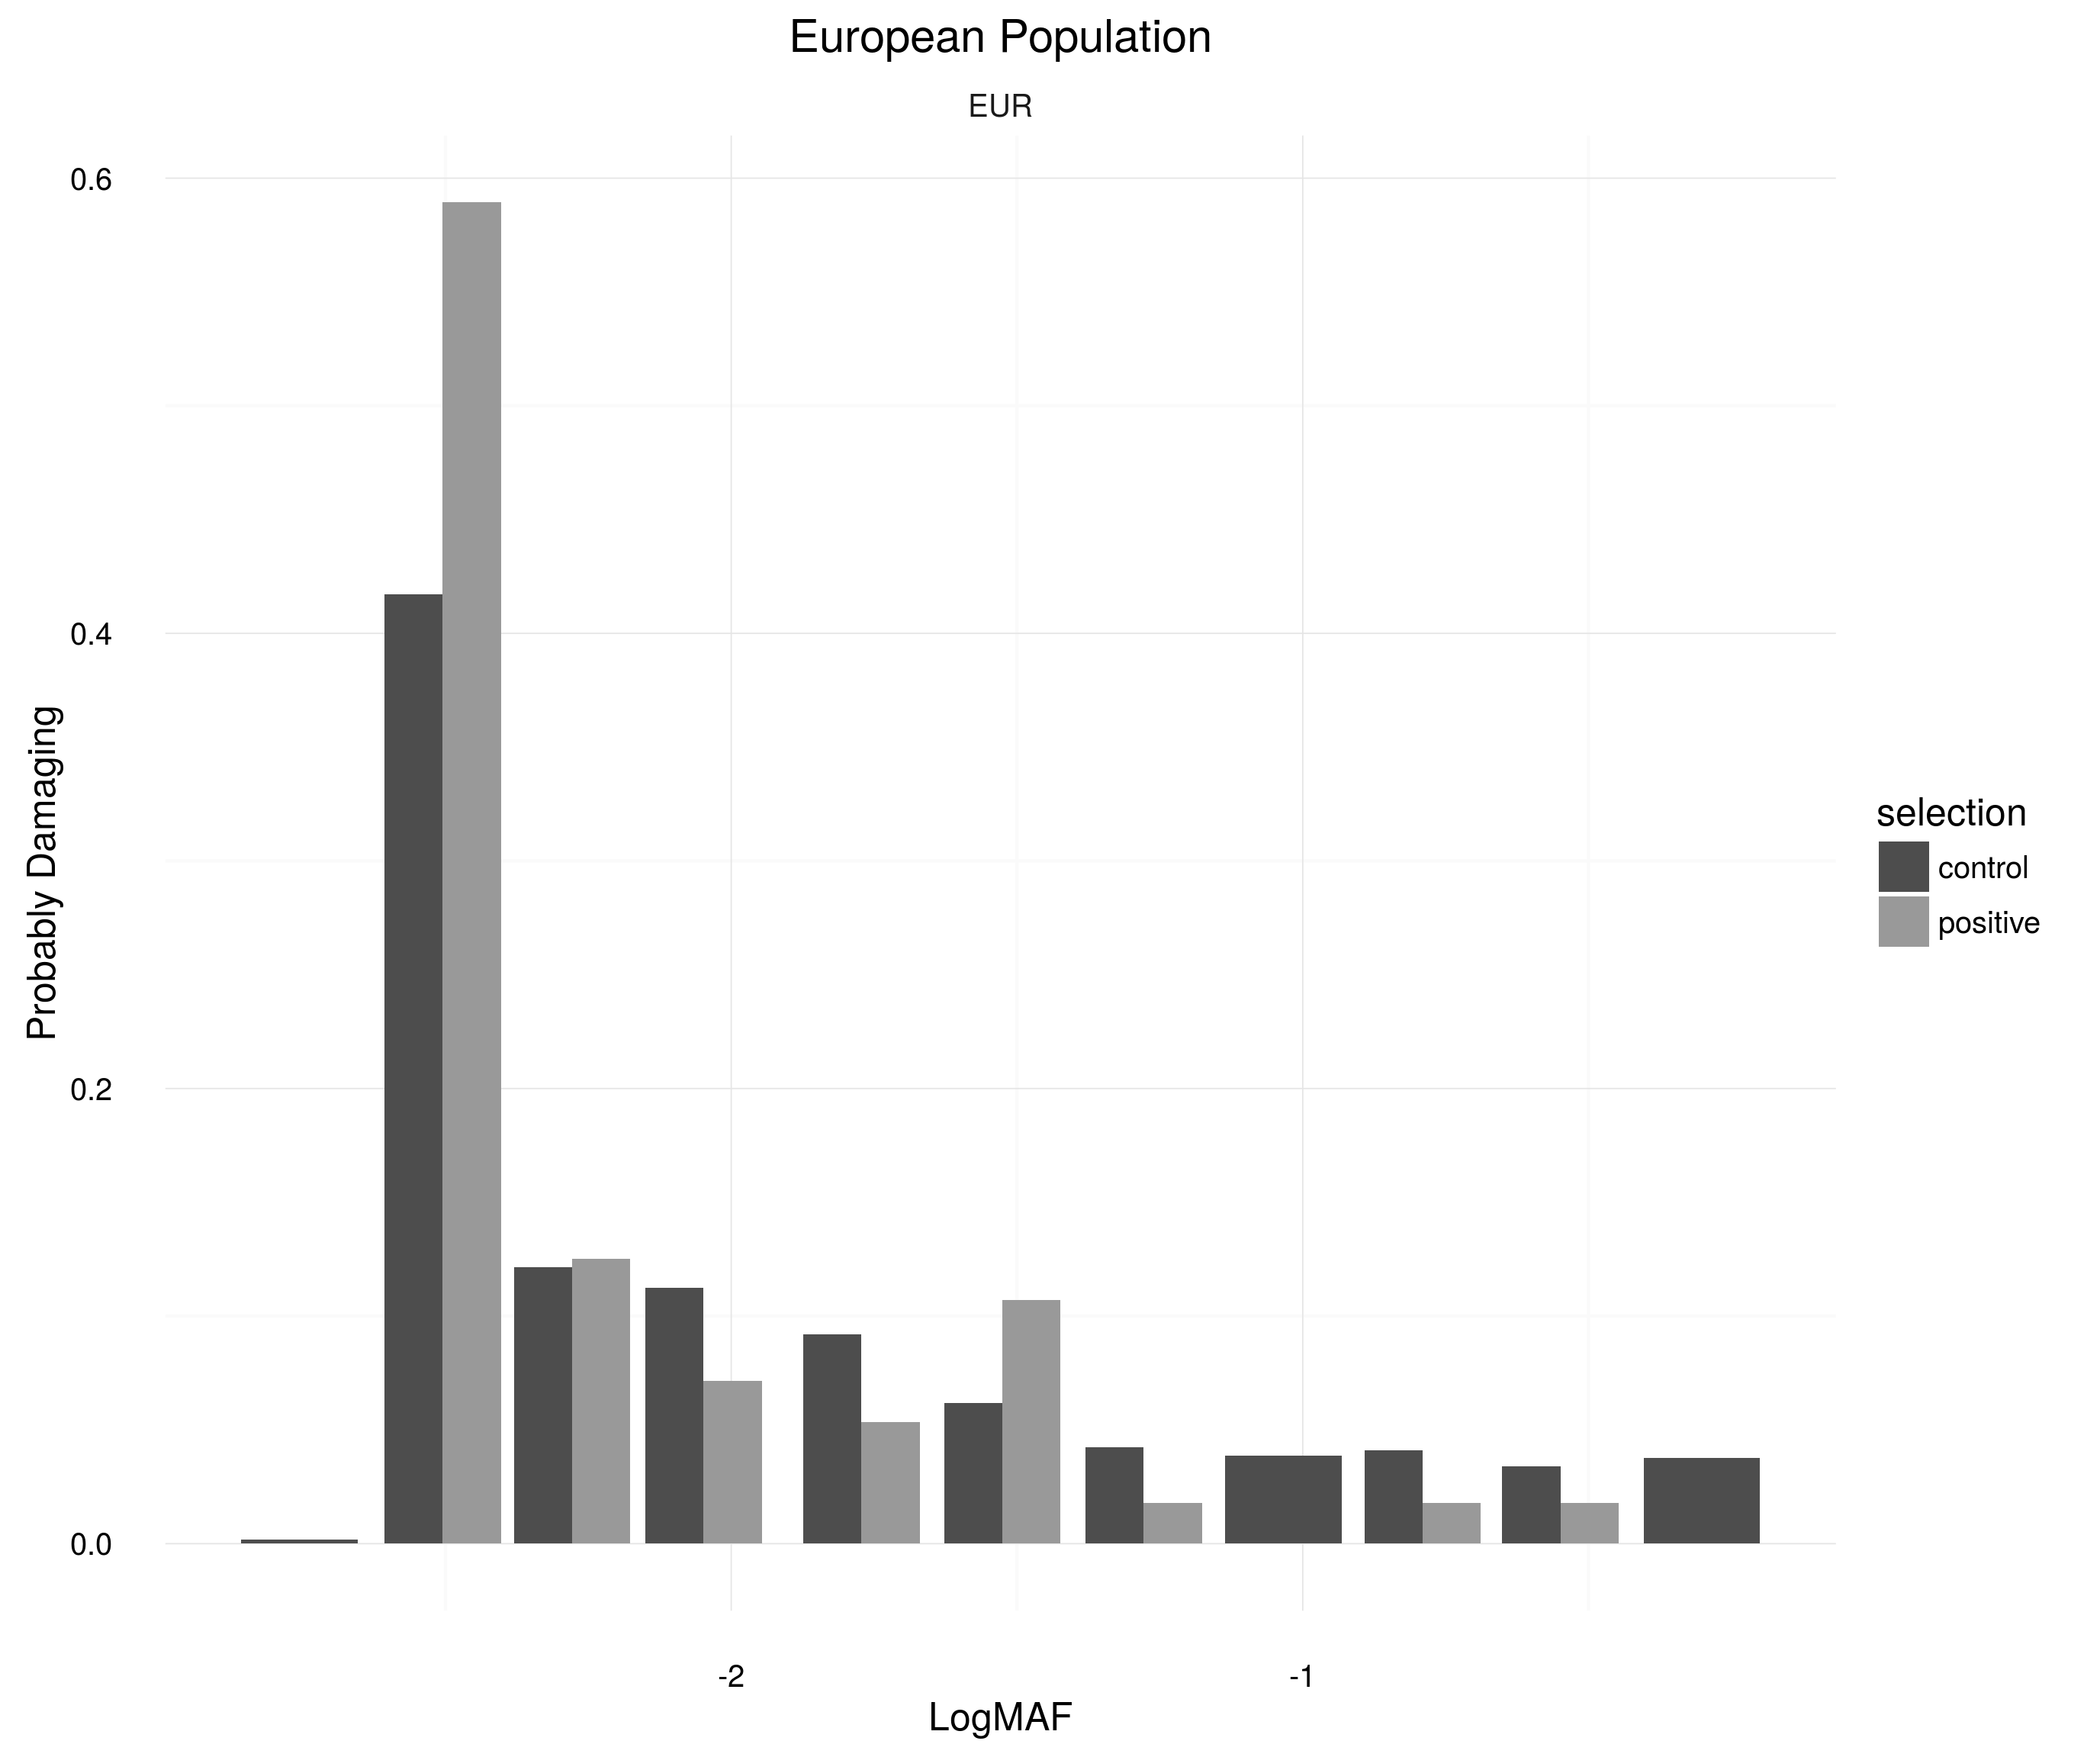 European Population
EUR
0.6
0.4
0.2
0.0
Probably Damaging
-2
-1
LogMAF
selection
control
positive